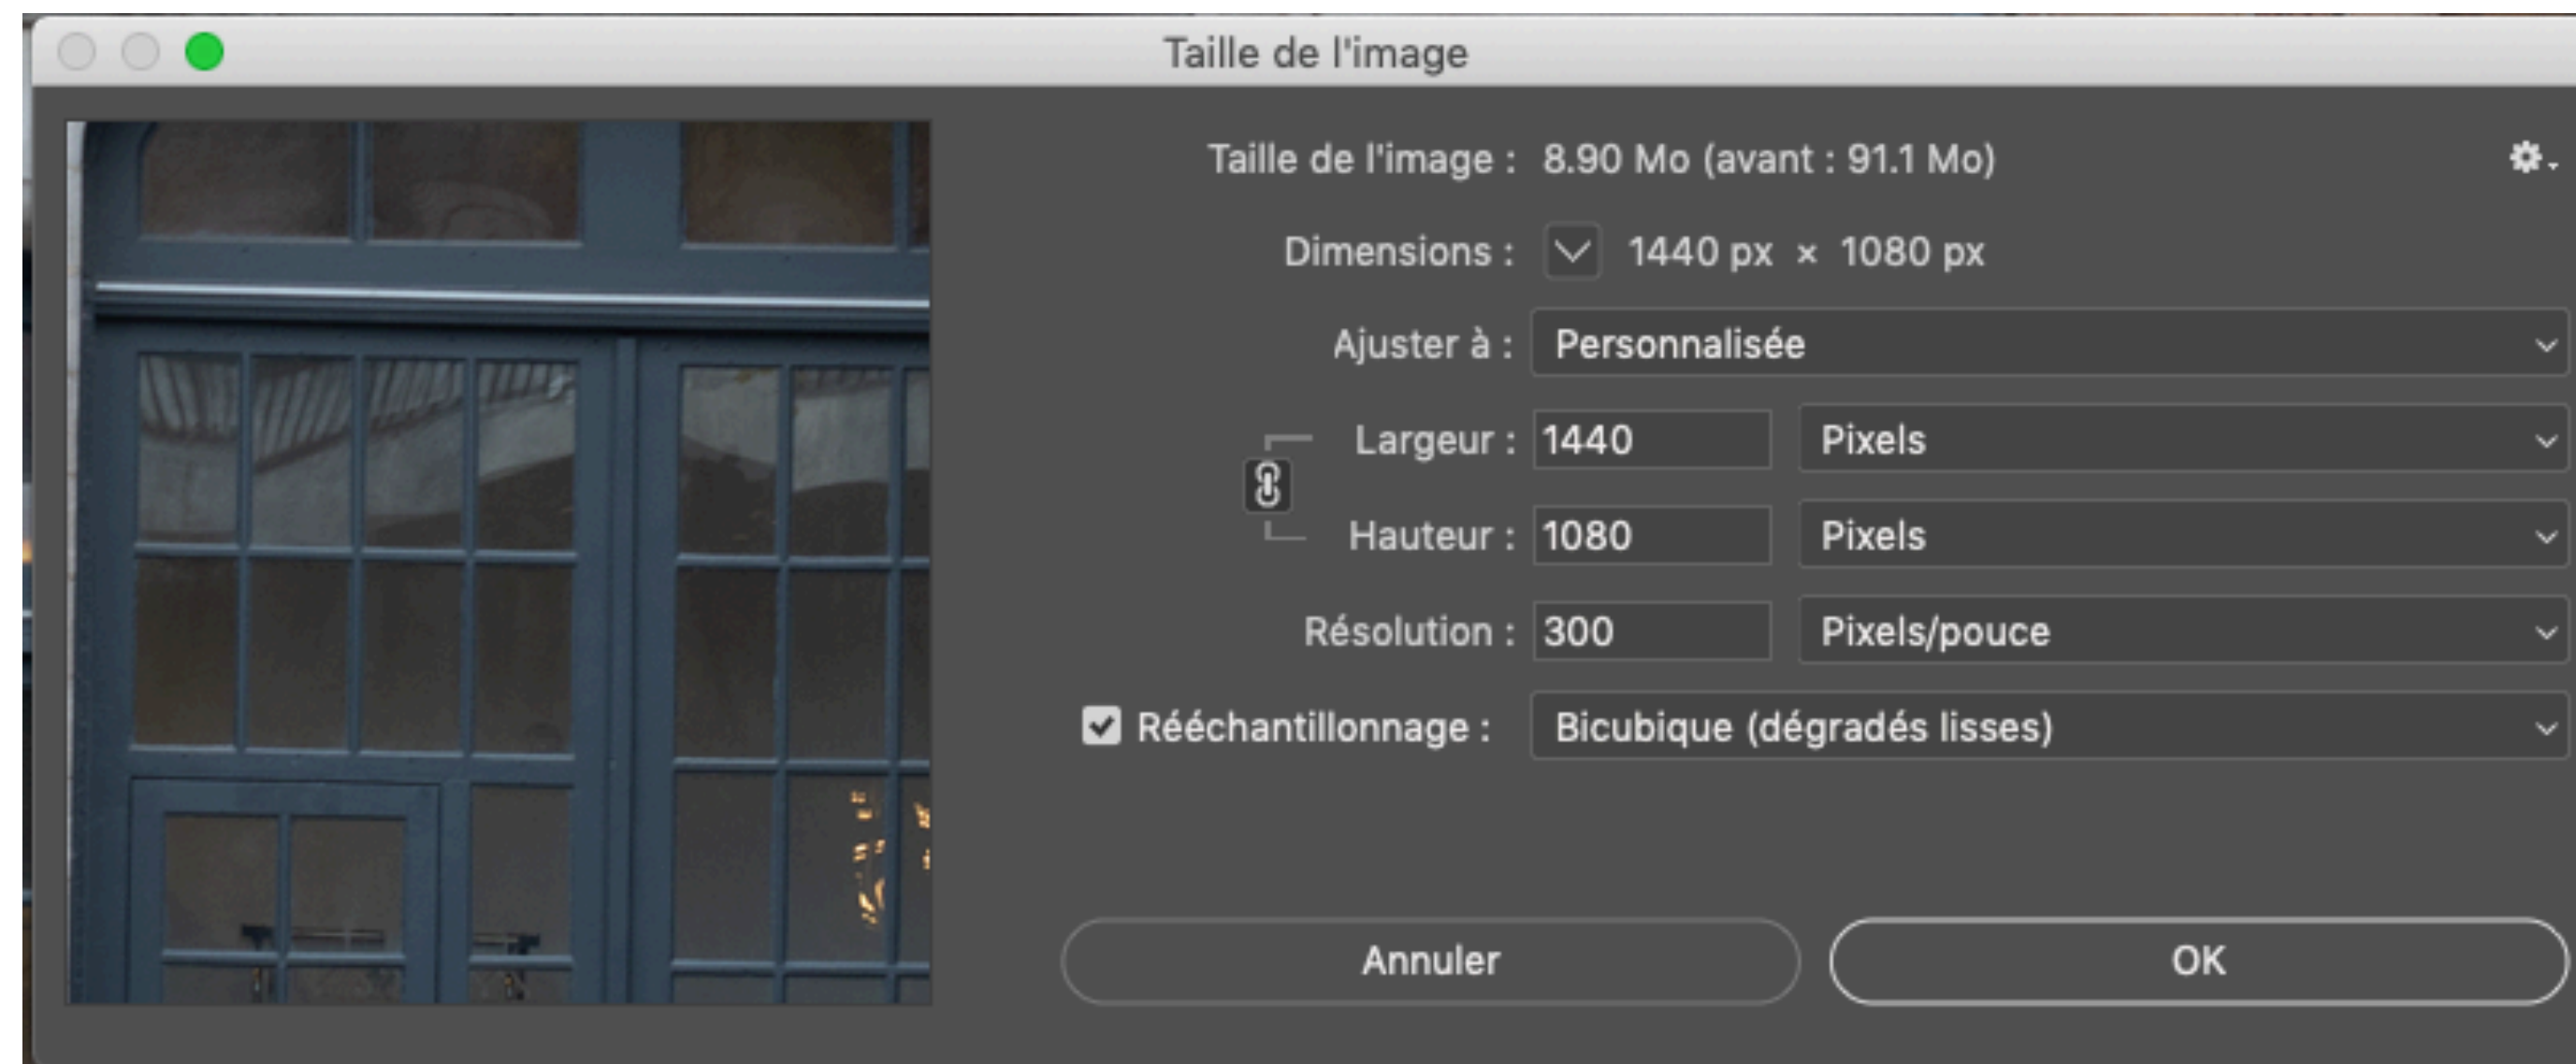 Taille de l'image
Taille de l'image : 8.90 Mo (avant : 91.1 Mo)
Dimensions : 1440 px × 1080 px
Ajuster à : Personnalisée
Largeur : 1440 Pixels
Hauteur : 1080 Pixels
Résolution : 300 Pixels/pouce
Rééchantillonnage : Bicubique (dégradés lisses)
Annuler OK